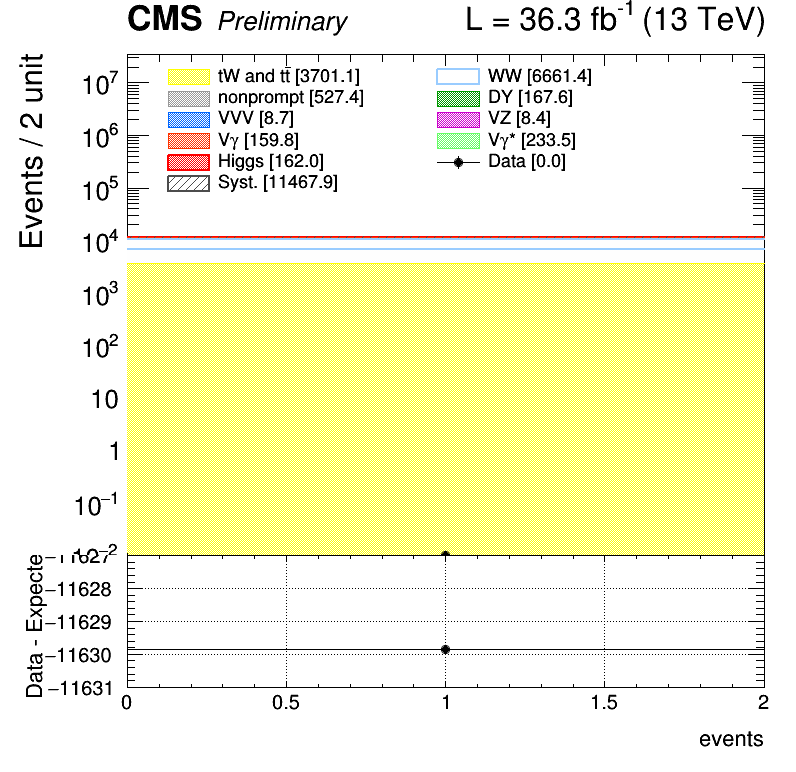 CMS Preliminary L = 36.3 fb⁻¹ (13 TeV)
Events / 2 unit
10⁷
10⁶
10⁵
10⁴
10³
10²
10
1
10⁻¹
10⁻²
tW and tt̄ [3701.1]
nonprompt [527.4]
VVV [8.7]
Vγ [159.8]
Higgs [162.0]
Syst. [11467.9]
WW [6661.4]
DY [167.6]
VZ [8.4]
Vγ* [233.5]
Data [0.0]
Data - Expecte
−11627
−11628
−11629
−11630
−11631
0 0.5 1 1.5 2
events